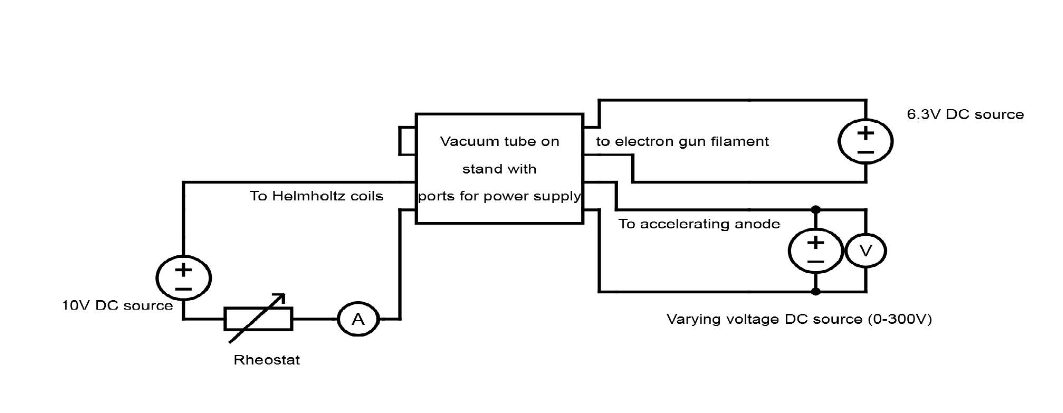 6.3V DC source
Vacuum tube on
stand with
ports for power supply
to electron gun filament
To Helmholtz coils
To accelerating anode
+
−
+
−
V
+
−
10V DC source
A
Varying voltage DC source (0-300V)
Rheostat